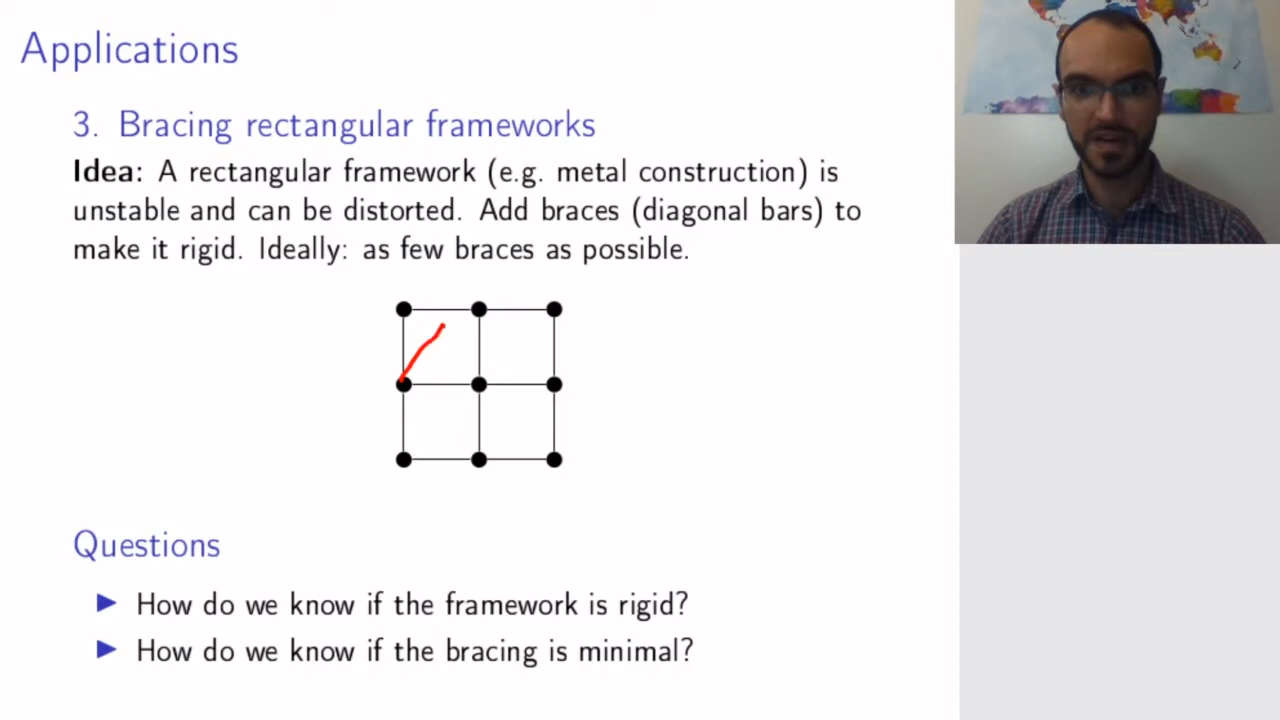 Applications
3. Bracing rectangular frameworks
Idea: A rectangular framework (e.g. metal construction) is
unstable and can be distorted. Add braces (diagonal bars) to
make it rigid. Ideally: as few braces as possible.
Questions
▶ How do we know if the framework is rigid?
▶ How do we know if the bracing is minimal?